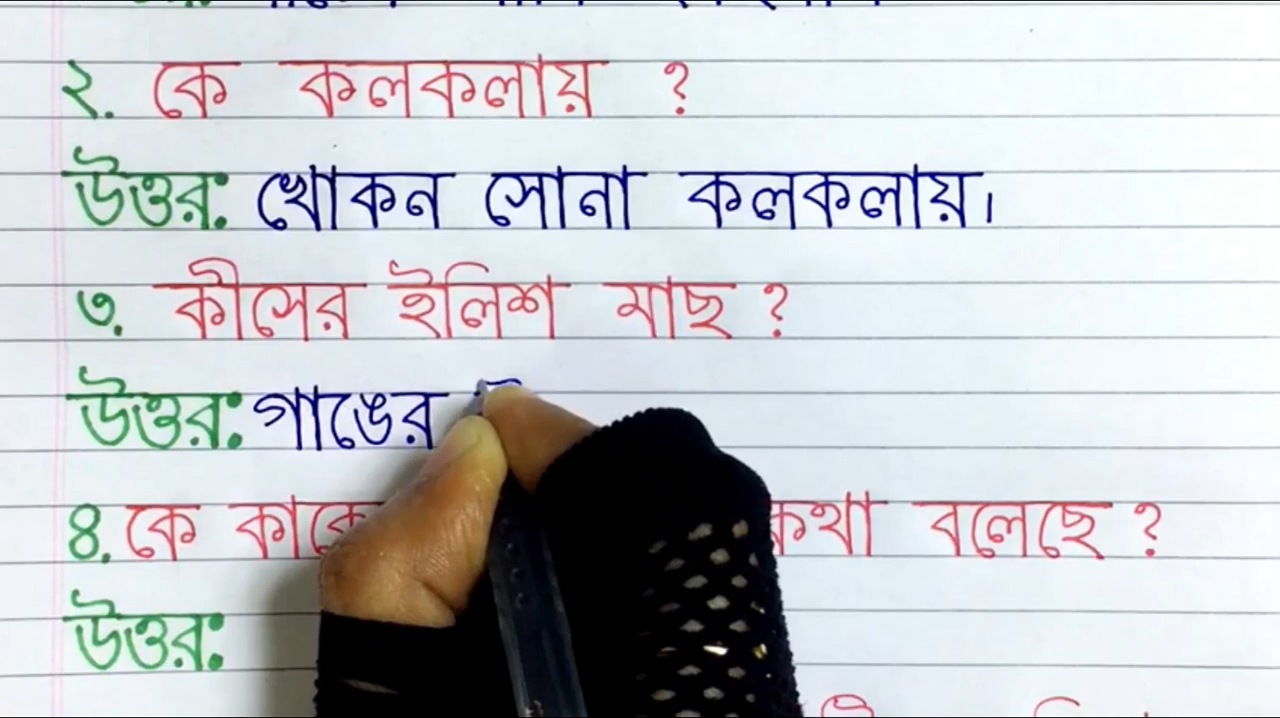 ২. কে কলকলায় ?
উত্তর: খোকন সোনা কলকলায়।
৩. কীসের ইলিশ মাছ ?
উত্তর: গাঙের
৪. কে কাকে কথা বলেছে ?
উত্তর: